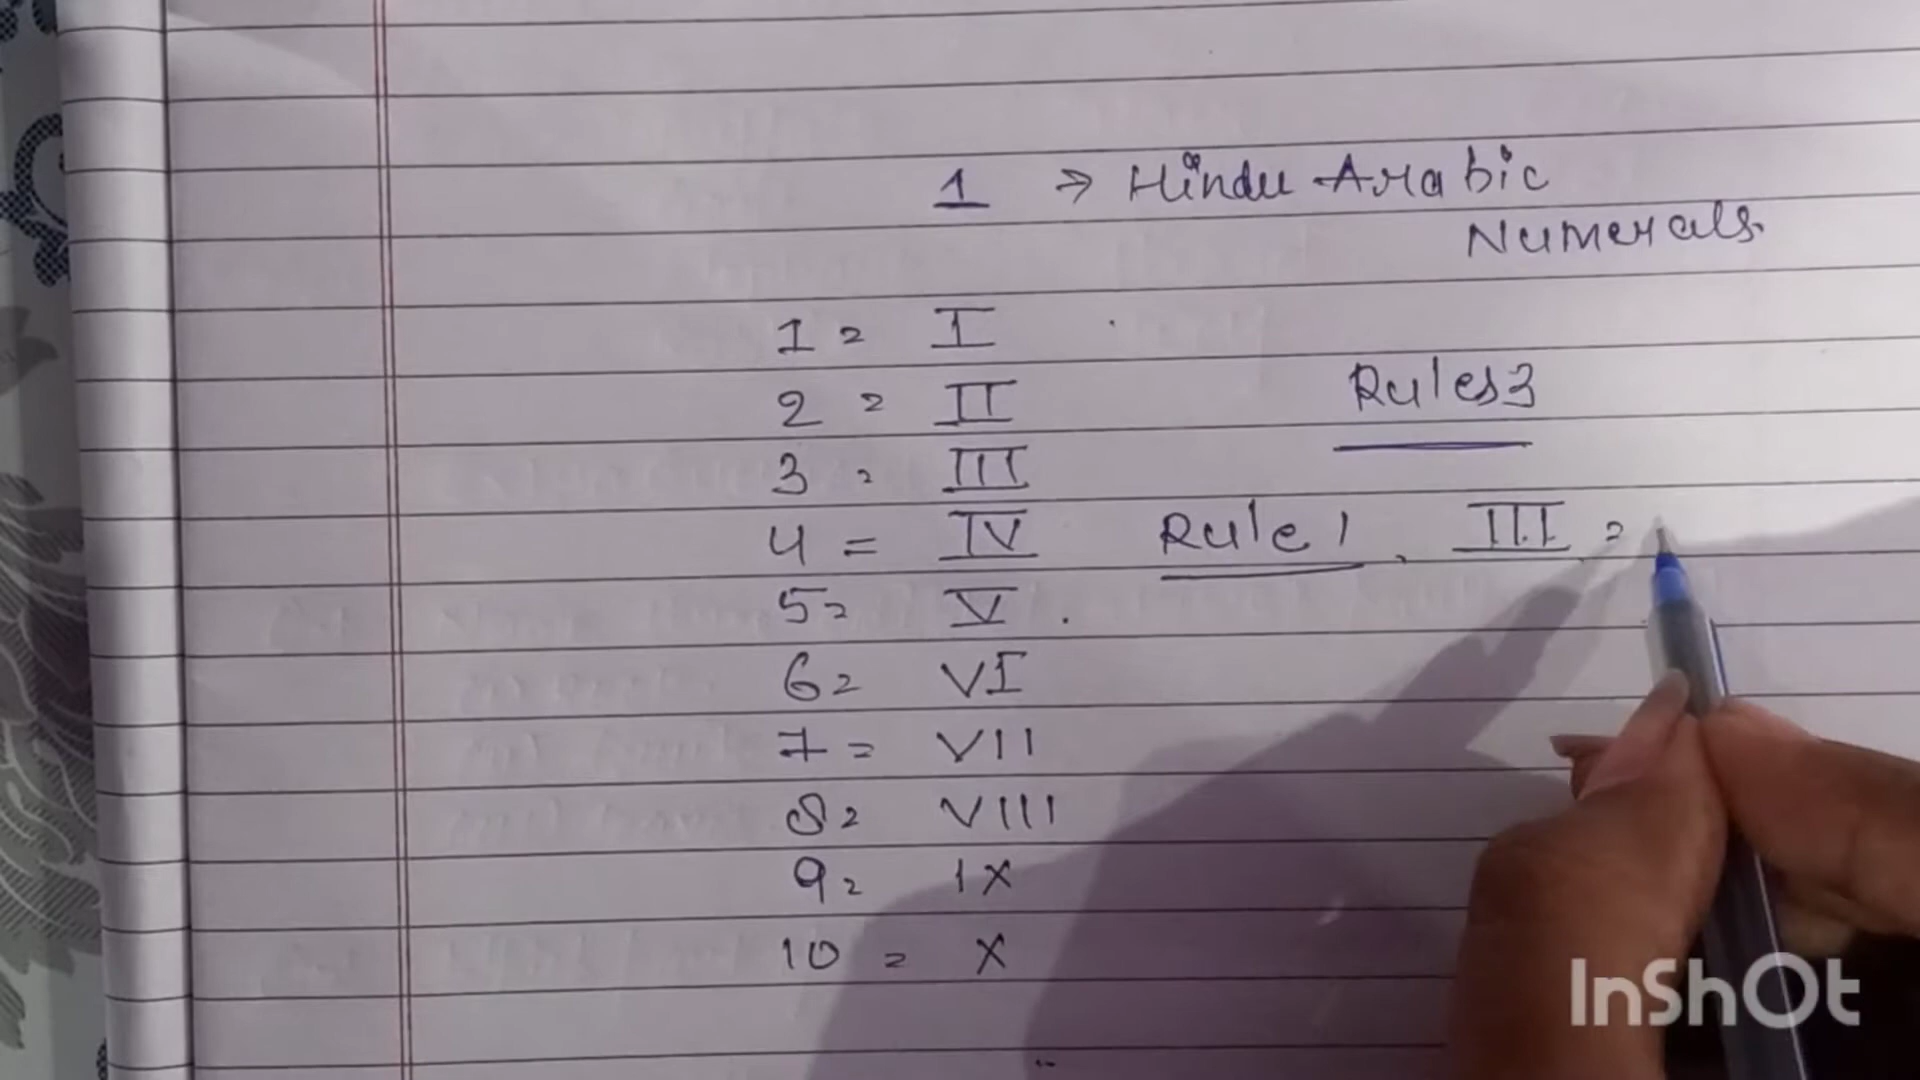 1 → Hindu Arabic
Numerals.
1 = I
2 = II
Rules 3
3 = III
4 = IV
Rule 1. III =
5 = V.
6 = VI
7 = VII
8 = VIII
9 = IX
10 = X
InShOt